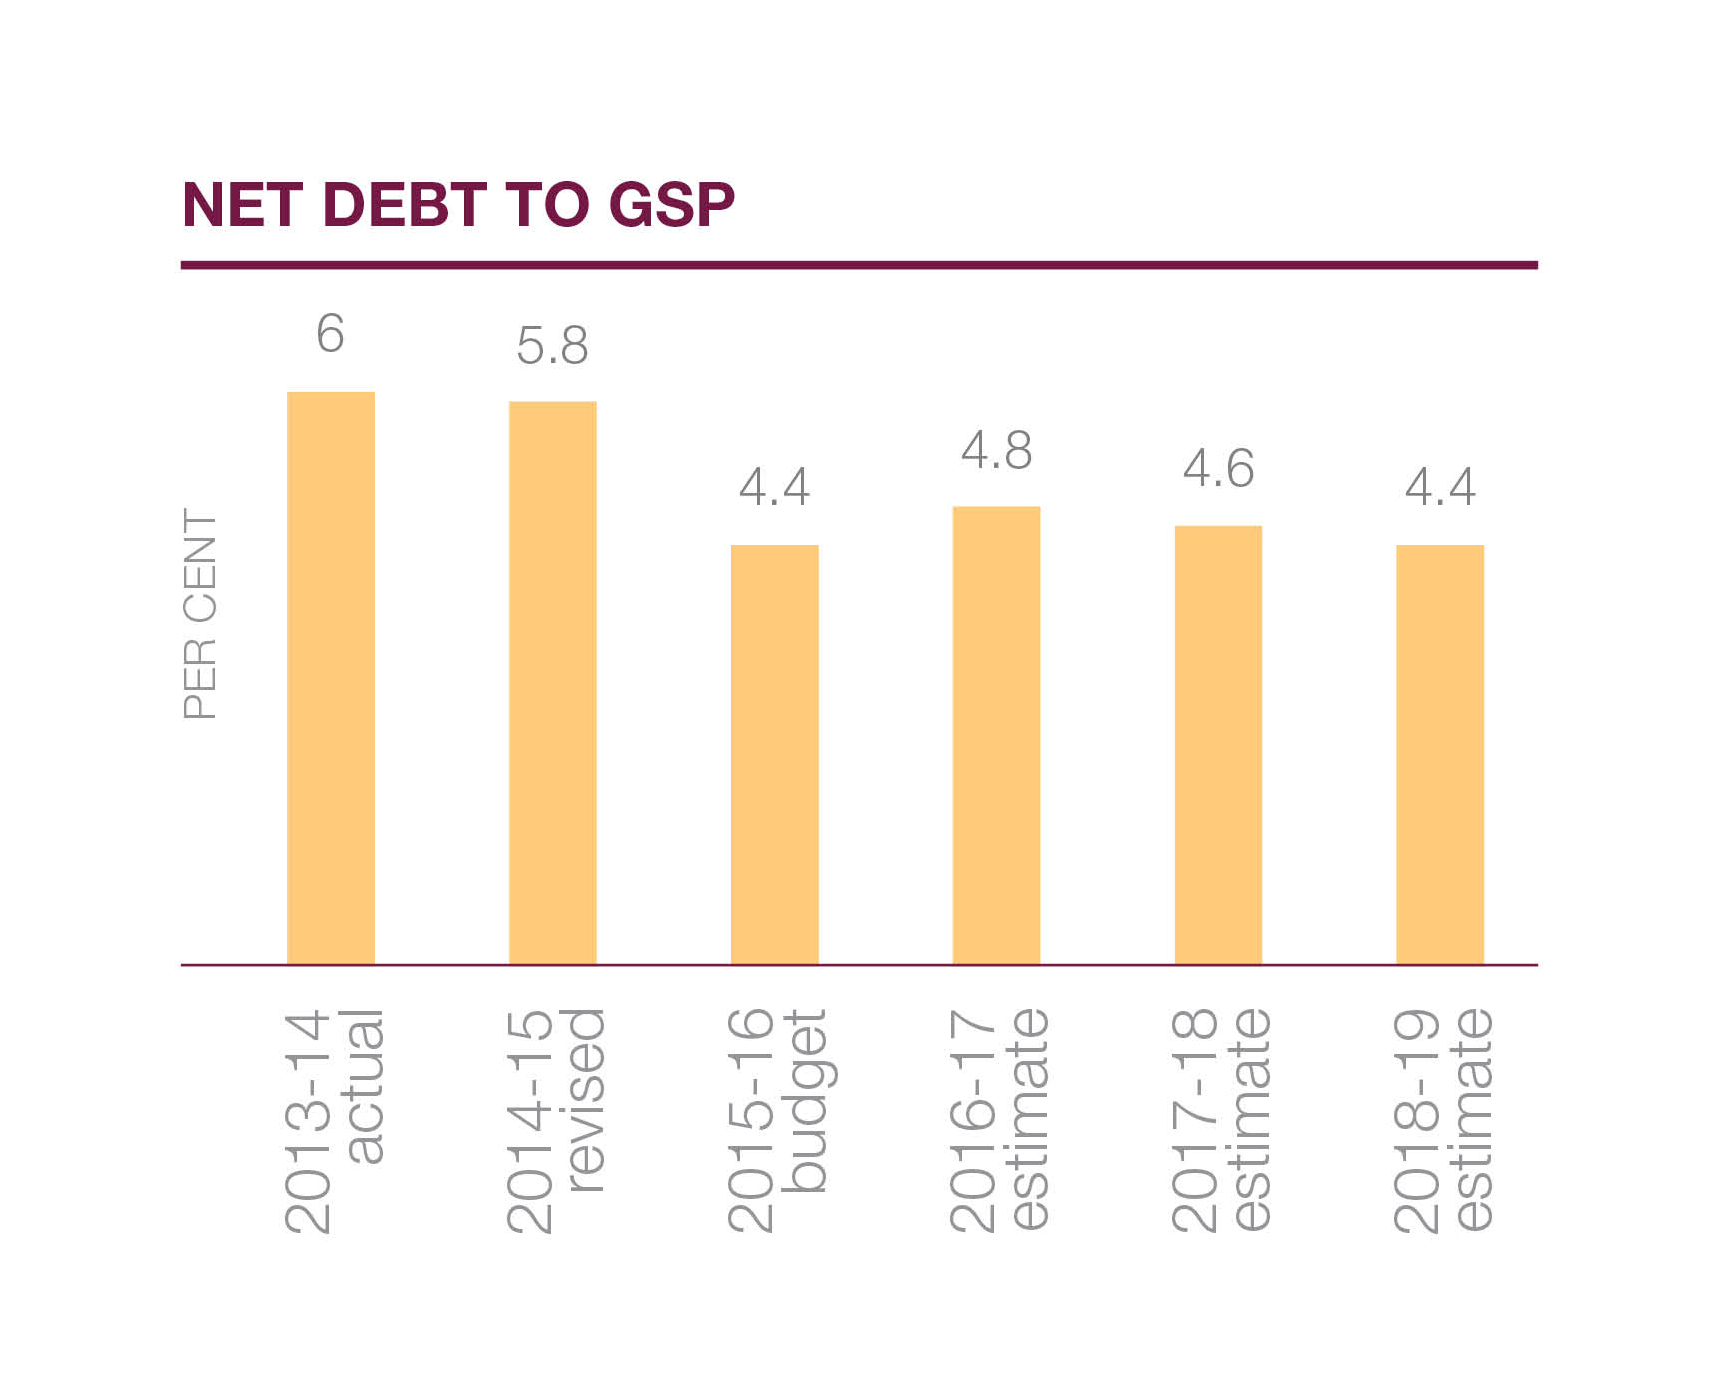 NET DEBT TO GSP
6
5.8
4.4
4.8
4.6
4.4
PER CENT
2013-14
actual
2014-15
revised
2015-16
budget
2016-17
estimate
2017-18
estimate
2018-19
estimate